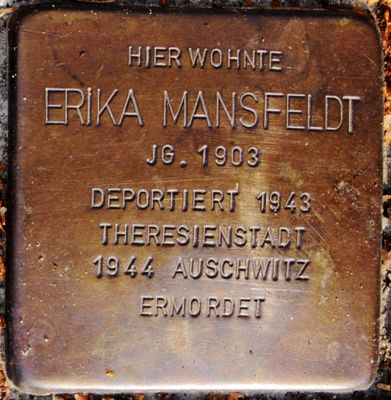 HIER WOHNTE
ERIKA MANSFELDT
JG. 1903
DEPORTIERT 1943
THERESIENSTADT
1944 AUSCHWITZ
ERMORDET